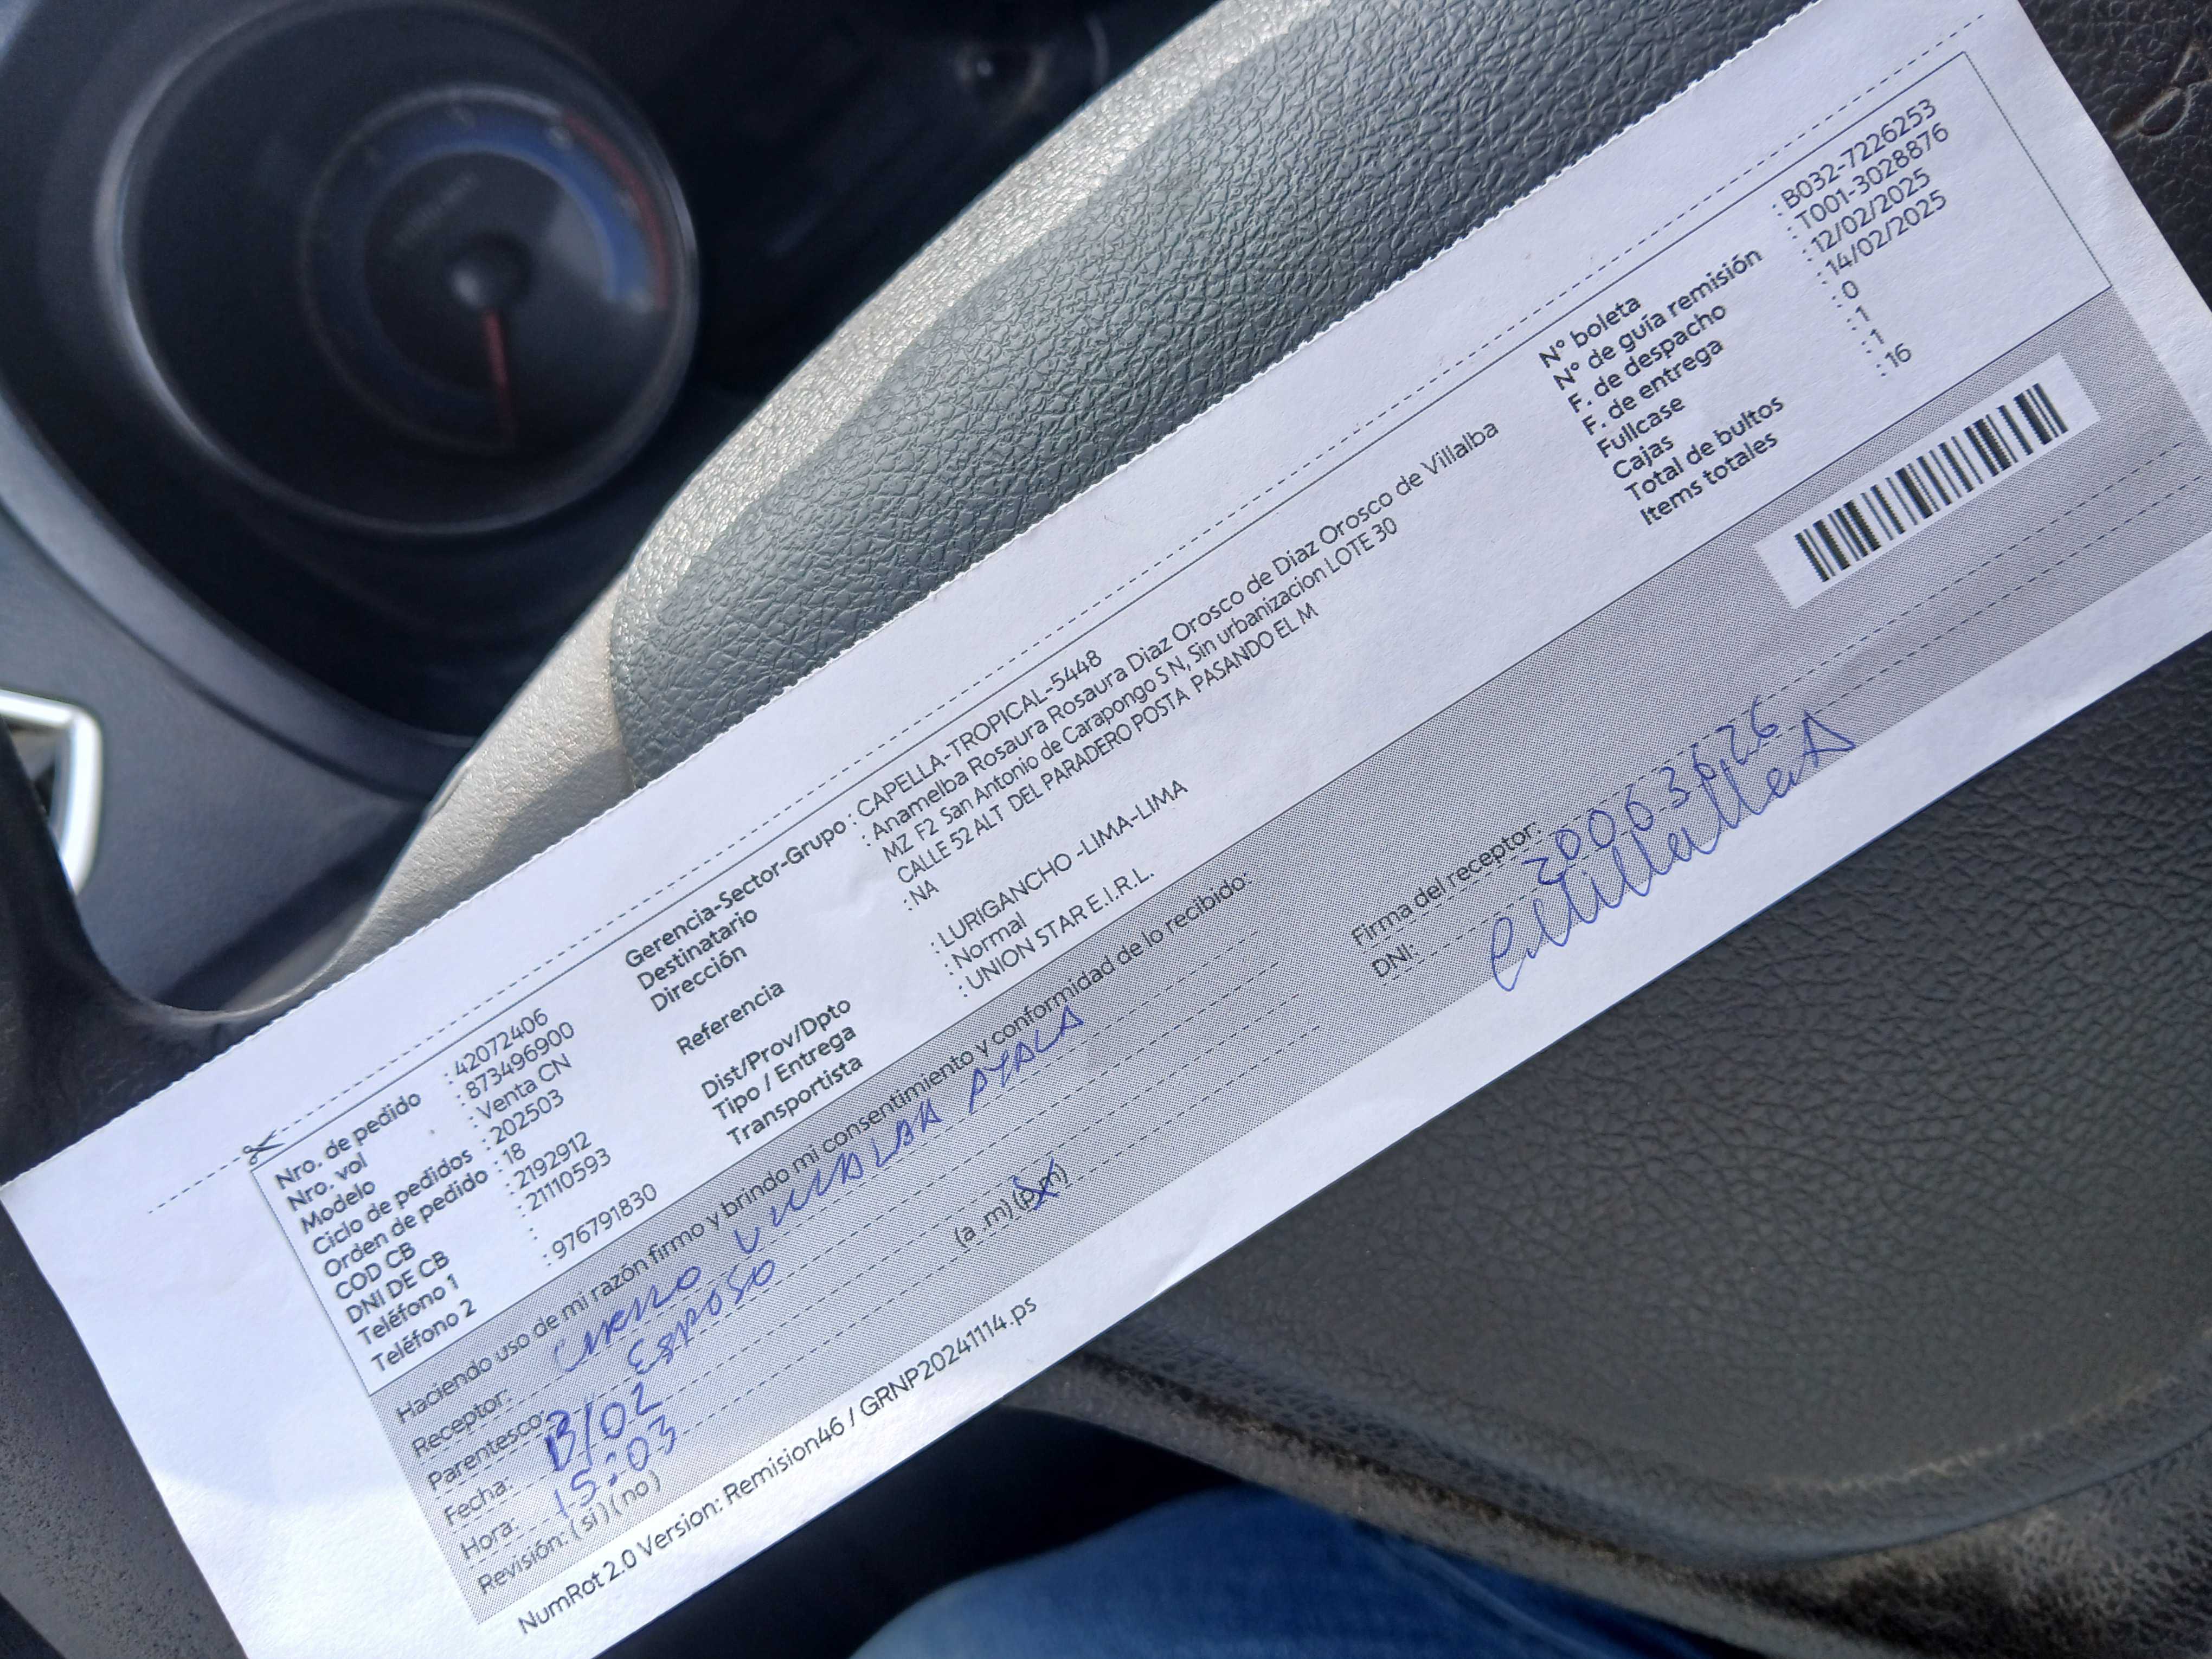 Nro. de pedido : 42072406
Nro. vol : 873496900
Modelo : Venta CN
Ciclo de pedidos : 202503
Orden de pedido : 18
COD CB : 2192912
DNI DE CB : 21110593
Teléfono 1 :
Teléfono 2 : 976791830
Gerencia-Sector-Grupo : CAPELLA-TROPICAL-5448
Destinatario : Anamelba Rosaura Rosaura Diaz Orosco de Diaz Orosco de Villalba
Dirección MZ F2 San Antonio de Carapongo S N, Sin urbanizacion LOTE 30
CALLE 52 ALT DEL PARADERO POSTA PASANDO EL M
Referencia : NA
Dist/Prov/Dpto : LURIGANCHO -LIMA-LIMA
Tipo / Entrega : Normal
Transportista : UNION STAR E.I.R.L.
N° boleta : B032-7226253
N° de guía remisión : T001-3028876
F. de despacho : 12/02/2025
F. de entrega : 14/02/2025
Fullcase : 0
Cajas : 1
Total de bultos : 1
Items totales : 16
Haciendo uso de mi razón firmo y brindo mi consentimiento y conformidad de lo recibido:
Receptor: VILLALBA AYALA
Parentesco: ESPOSO
Fecha: 13/02
Hora: 15:03 (a .m) (p.m)
Revisión: (si) (no)
Firma del receptor:
DNI: 20063626
NumRot 2.0 Version: Remision46 / GRNP20241114.ps